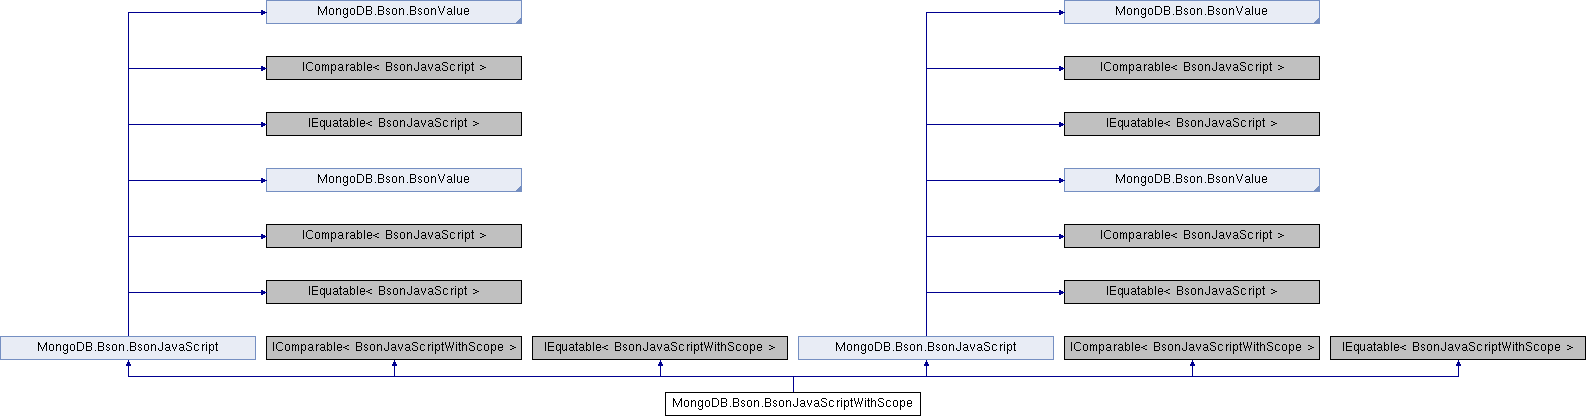 MongoDB.Bson.BsonValue
MongoDB.Bson.BsonValue
IComparable< BsonJavaScript >
IComparable< BsonJavaScript >
IEquatable< BsonJavaScript >
IEquatable< BsonJavaScript >
MongoDB.Bson.BsonValue
MongoDB.Bson.BsonValue
IComparable< BsonJavaScript >
IComparable< BsonJavaScript >
IEquatable< BsonJavaScript >
IEquatable< BsonJavaScript >
MongoDB.Bson.BsonJavaScript
IComparable< BsonJavaScriptWithScope >
IEquatable< BsonJavaScriptWithScope >
MongoDB.Bson.BsonJavaScript
IComparable< BsonJavaScriptWithScope >
IEquatable< BsonJavaScriptWithScope >
MongoDB.Bson.BsonJavaScriptWithScope